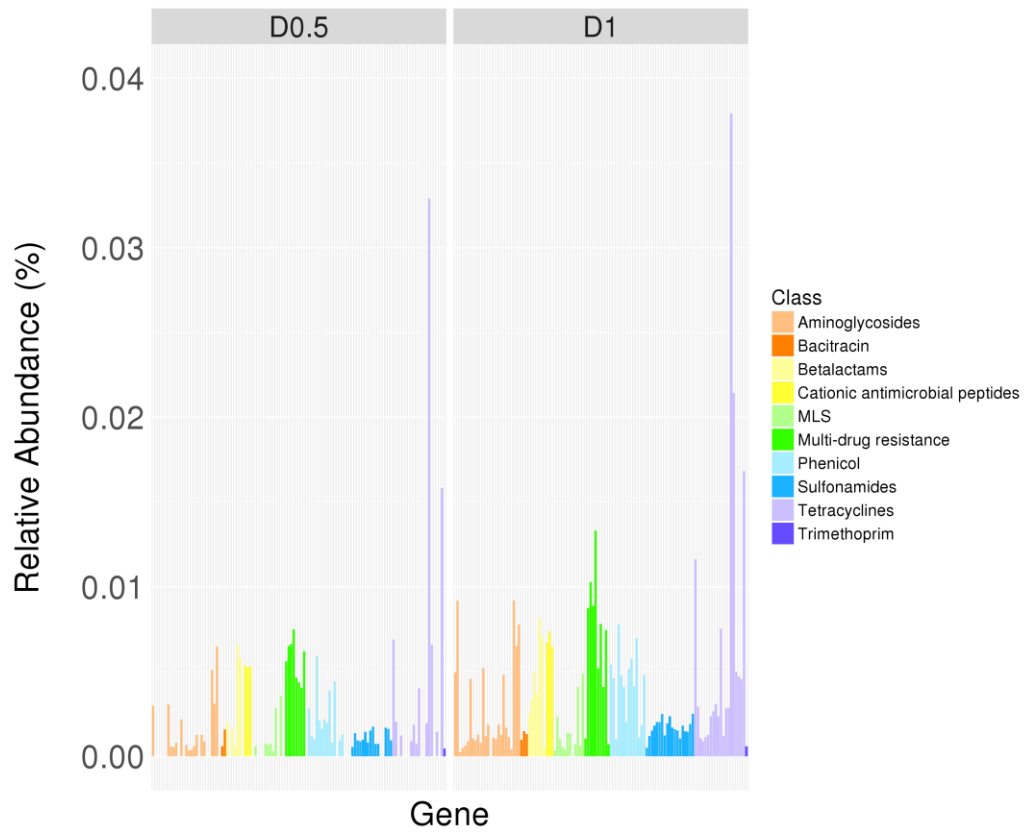 D0.5 D1
0.04
0.03
0.02
0.01
0.00
Relative Abundance (%)
Gene
Class
Aminoglycosides
Bacitracin
Betalactams
Cationic antimicrobial peptides
MLS
Multi-drug resistance
Phenicol
Sulfonamides
Tetracyclines
Trimethoprim